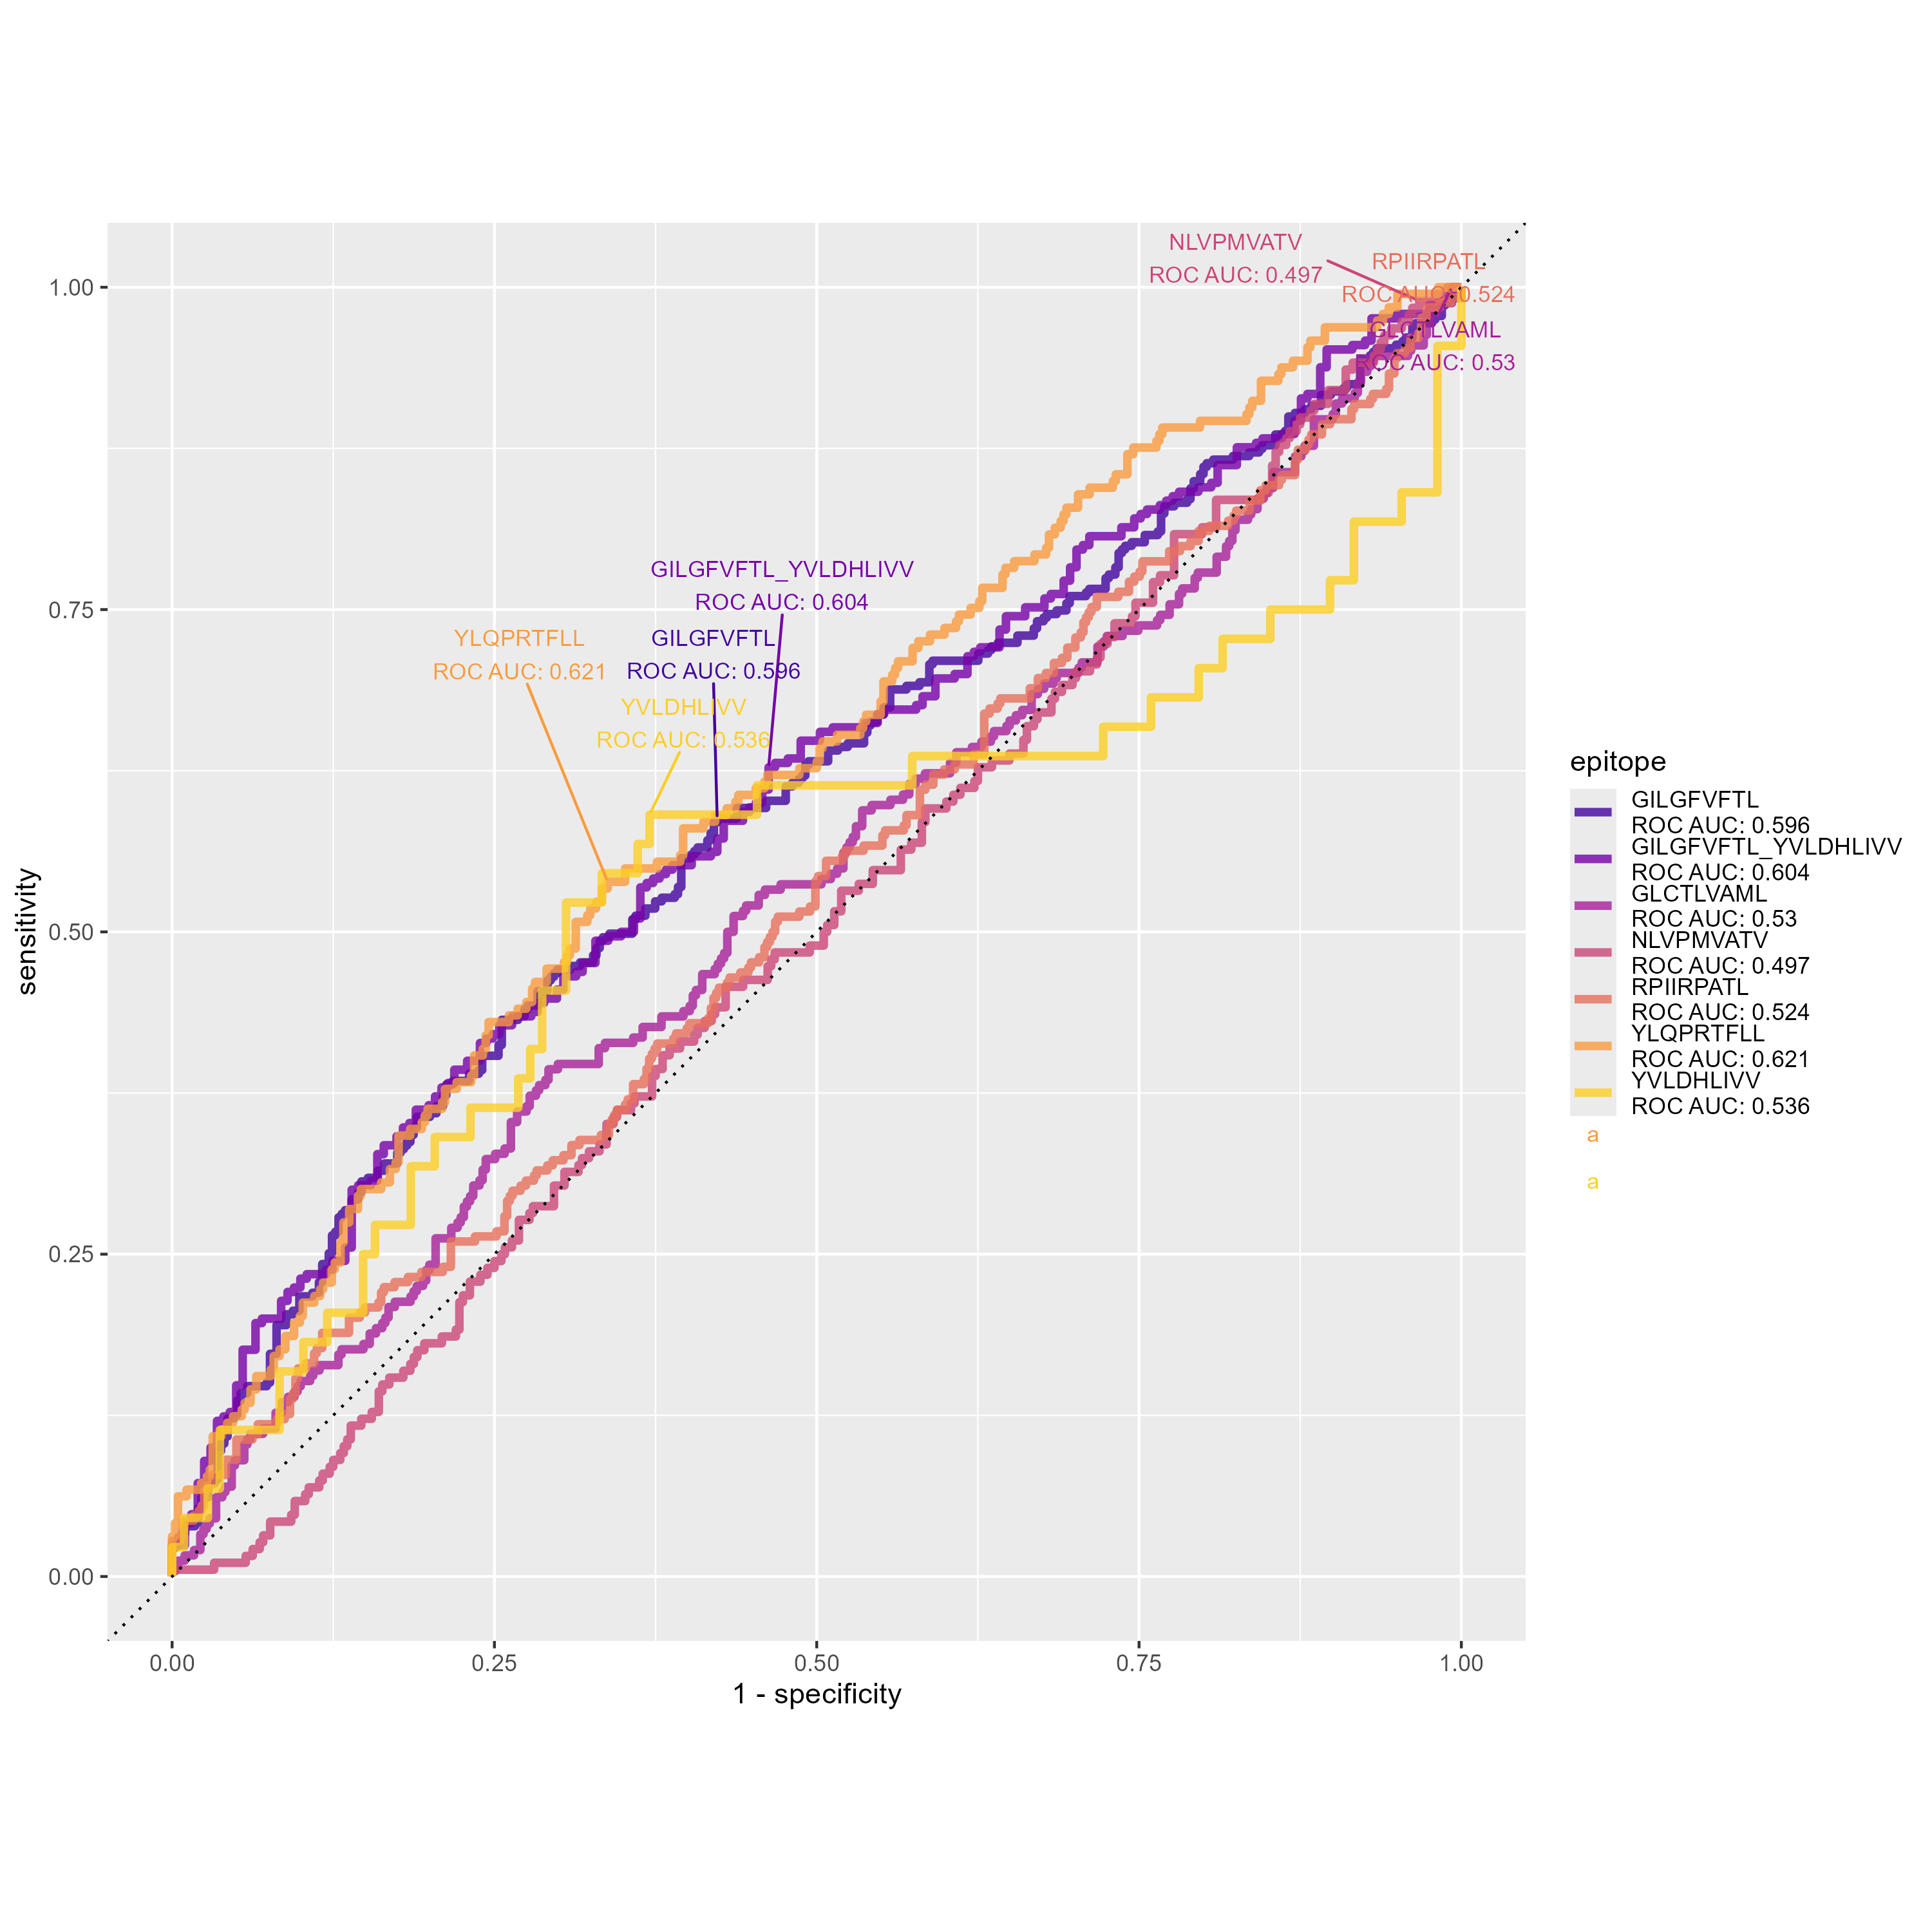 NLVPMVATV
ROC AUC: 0.497
RPIIRPATL
ROC AUC: 0.524
GLCTLVAML
ROC AUC: 0.53
GILGFVFTL_YVLDHLIVV
ROC AUC: 0.604
YLQPRTFLL
ROC AUC: 0.621
GILGFVFTL
ROC AUC: 0.596
YVLDHLIVV
ROC AUC: 0.536
1.00
0.75
0.50
0.25
0.00
sensitivity
0.00
0.25
0.50
0.75
1.00
1 - specificity
epitope
GILGFVFTL
ROC AUC: 0.596
GILGFVFTL_YVLDHLIVV
ROC AUC: 0.604
GLCTLVAML
ROC AUC: 0.53
NLVPMVATV
ROC AUC: 0.497
RPIIRPATL
ROC AUC: 0.524
YLQPRTFLL
ROC AUC: 0.621
YVLDHLIVV
ROC AUC: 0.536
a
a